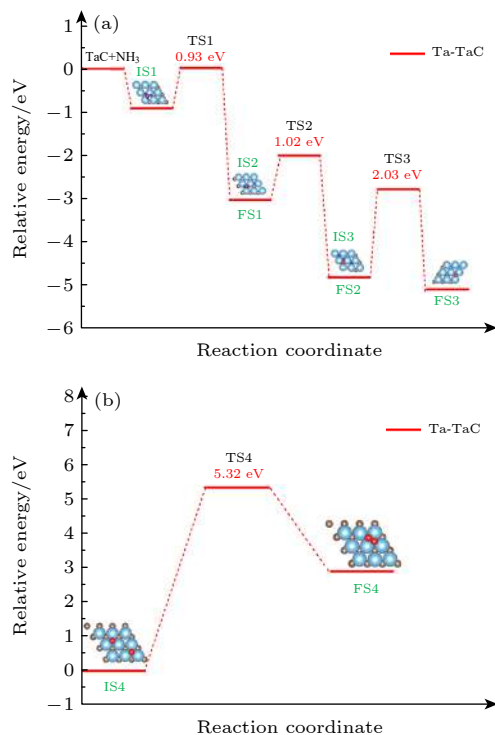 (a)
Ta-TaC
TaC+NH₃
IS1
TS1
0.93 eV
IS2
FS1
TS2
1.02 eV
IS3
FS2
TS3
2.03 eV
FS3
1
0
−1
−2
−3
−4
−5
−6
Relative energy/eV
Reaction coordinate
(b)
Ta-TaC
TS4
5.32 eV
FS4
IS4
8
7
6
5
4
3
2
1
0
−1
Relative energy/eV
Reaction coordinate